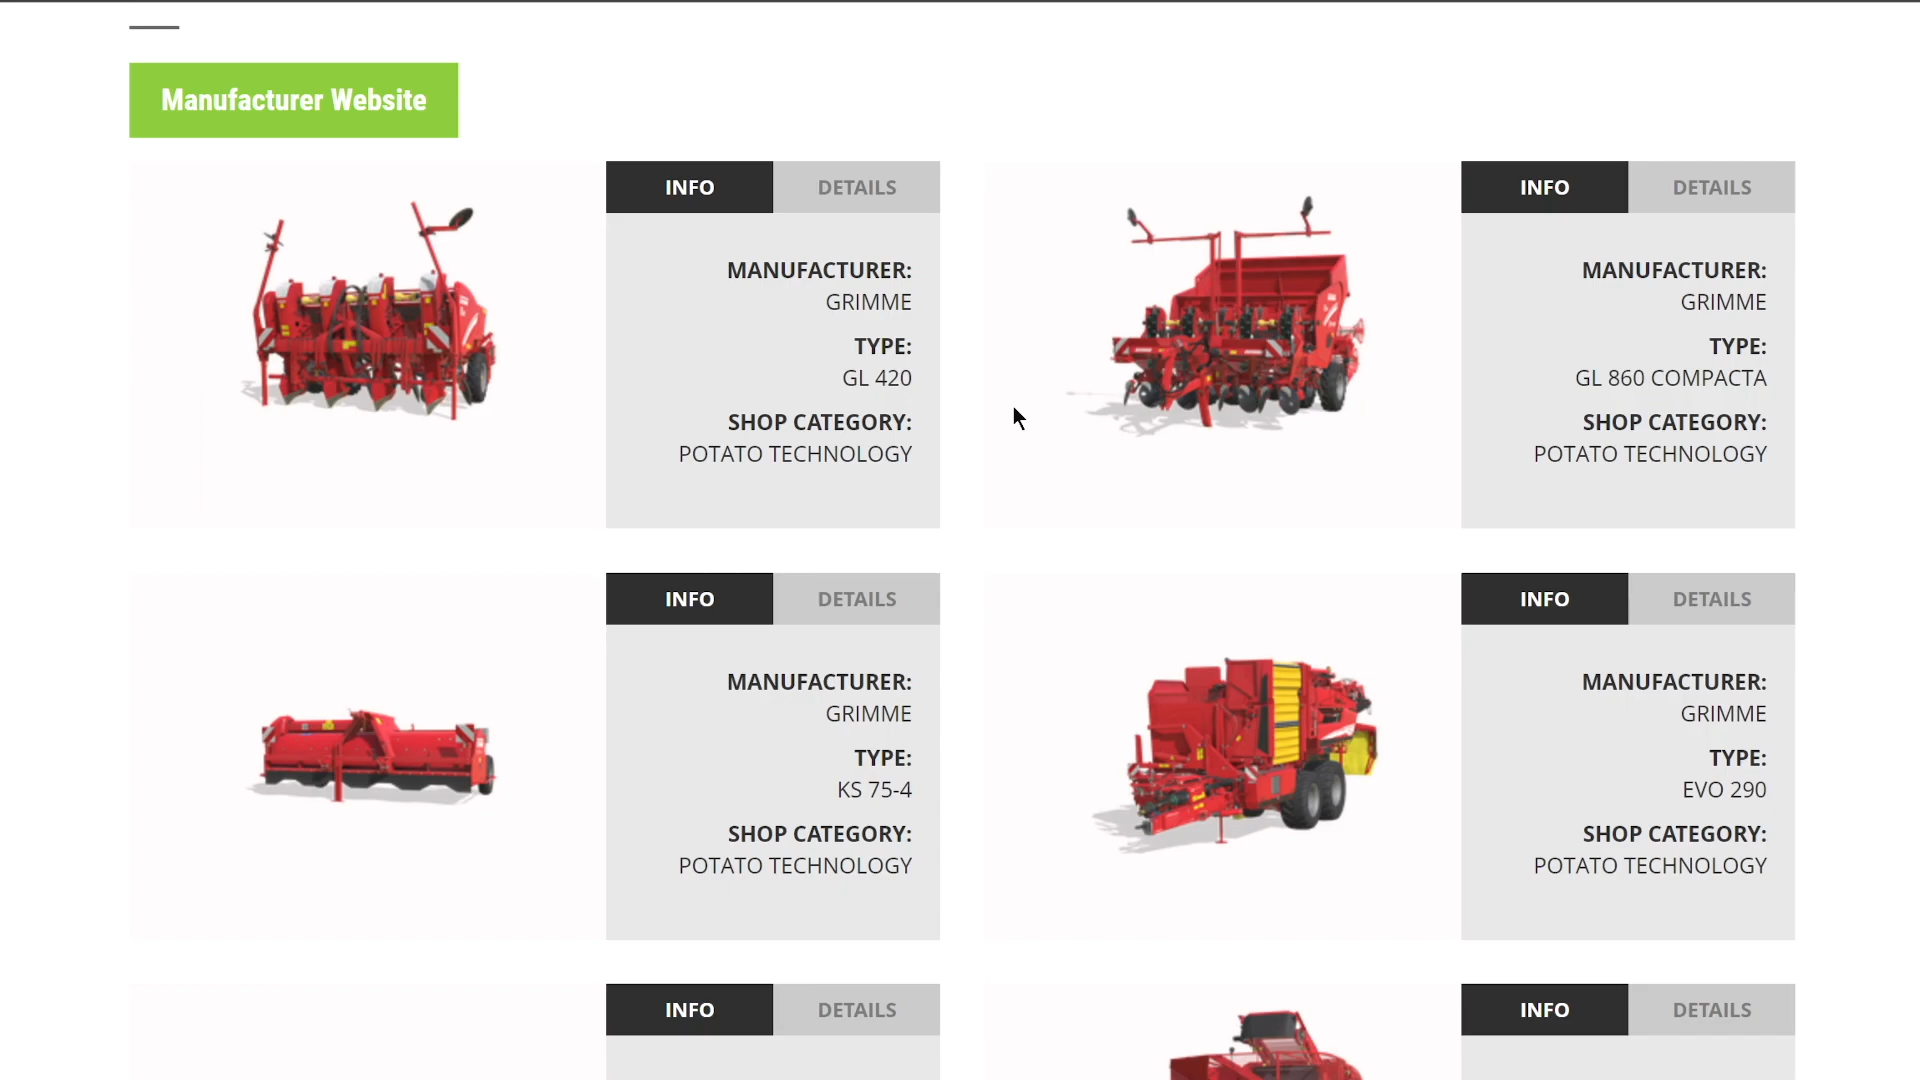 Manufacturer Website
INFO
DETAILS
MANUFACTURER:
GRIMME
TYPE:
GL 420
SHOP CATEGORY:
POTATO TECHNOLOGY
INFO
DETAILS
MANUFACTURER:
GRIMME
TYPE:
GL 860 COMPACTA
SHOP CATEGORY:
POTATO TECHNOLOGY
INFO
DETAILS
MANUFACTURER:
GRIMME
TYPE:
KS 75-4
SHOP CATEGORY:
POTATO TECHNOLOGY
INFO
DETAILS
MANUFACTURER:
GRIMME
TYPE:
EVO 290
SHOP CATEGORY:
POTATO TECHNOLOGY
INFO
DETAILS
INFO
DETAILS